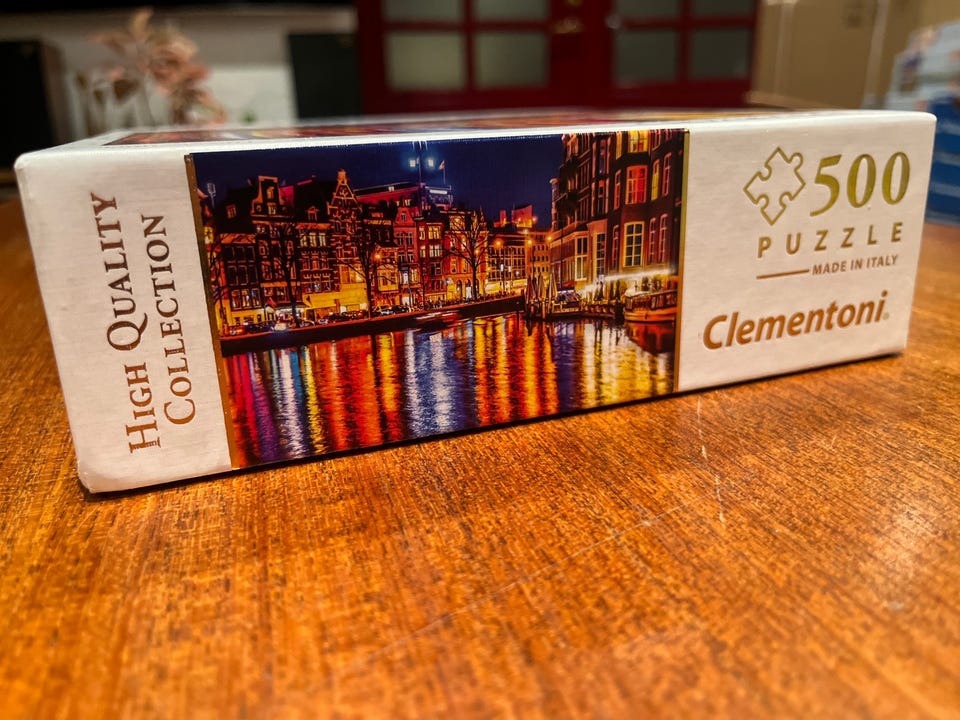 HIGH QUALITY
COLLECTION
500
PUZZLE
MADE IN ITALY
Clementoni®